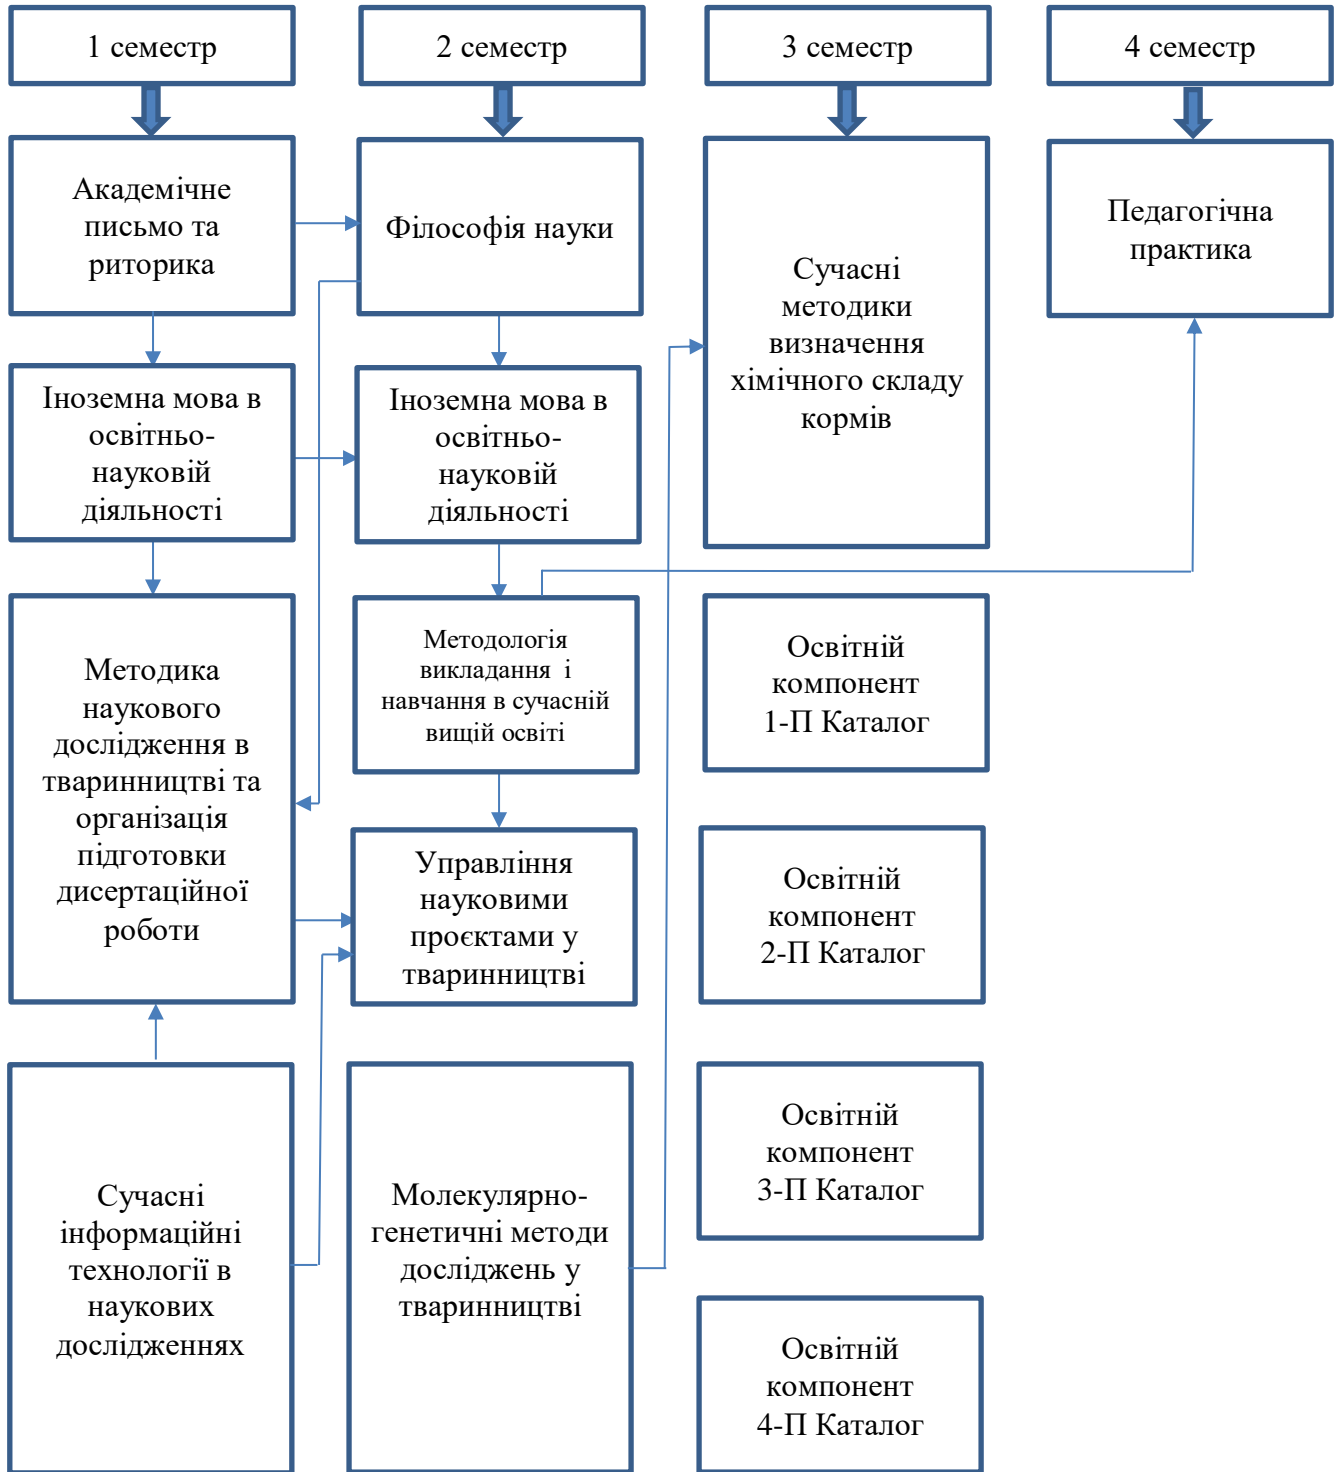 1 семестр
2 семестр
3 семестр
4 семестр
Академічне
письмо та
риторика
Філософія науки
Сучасні
методики
визначення
хімічного складу
кормів
Педагогічна
практика
Іноземна мова в
освітньо-
науковій
діяльності
Іноземна мова в
освітньо-
науковій
діяльності
Методика
наукового
дослідження в
тваринництві та
організація
підготовки
дисертаційної
роботи
Методологія
викладання і
навчання в сучасній
вищій освіті
Освітній
компонент
1-П Каталог
Управління
науковими
проєктами у
тваринництві
Освітній
компонент
2-П Каталог
Сучасні
інформаційні
технології в
наукових
дослідженнях
Молекулярно-
генетичні методи
досліджень у
тваринництві
Освітній
компонент
3-П Каталог
Освітній
компонент
4-П Каталог